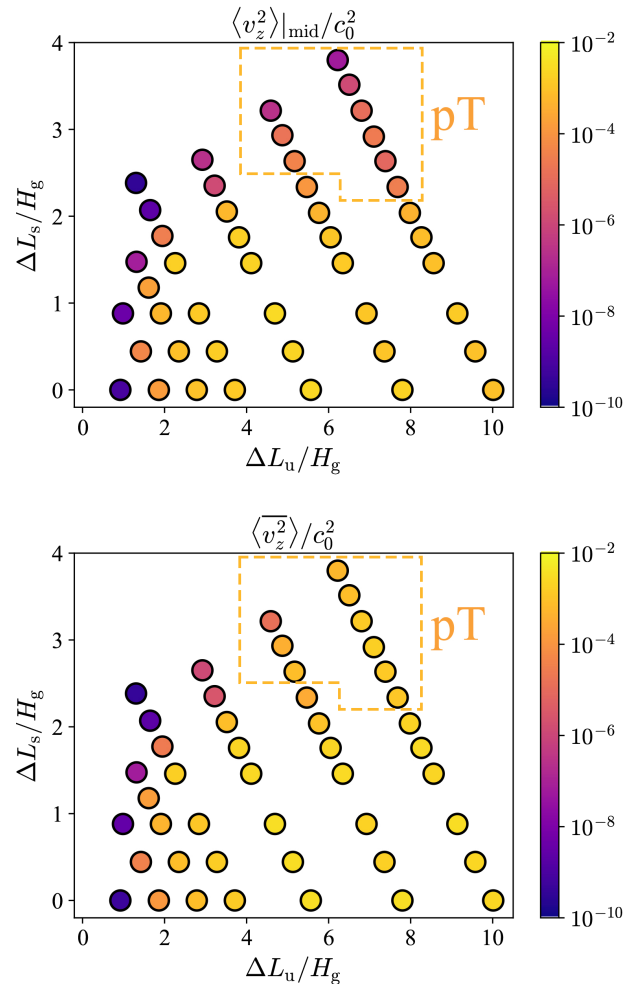 ⟨v_z^2⟩|_mid/c_0^2
4
3
2
1
0
ΔL_s/H_g
0 2 4 6 8 10
ΔL_u/H_g
pT
10^−2
10^−4
10^−6
10^−8
10^−10
⟨\overline{v_z^2}⟩/c_0^2
4
3
2
1
0
ΔL_s/H_g
0 2 4 6 8 10
ΔL_u/H_g
pT
10^−2
10^−4
10^−6
10^−8
10^−10